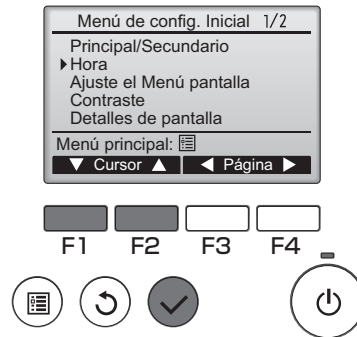 Menú de config. Inicial 1/2
Principal/Secundario
Hora
Ajuste el Menú pantalla
Contraste
Detalles de pantalla
Menú principal:
▼ Cursor ▲ ◀ Página ▶
F1 F2 F3 F4